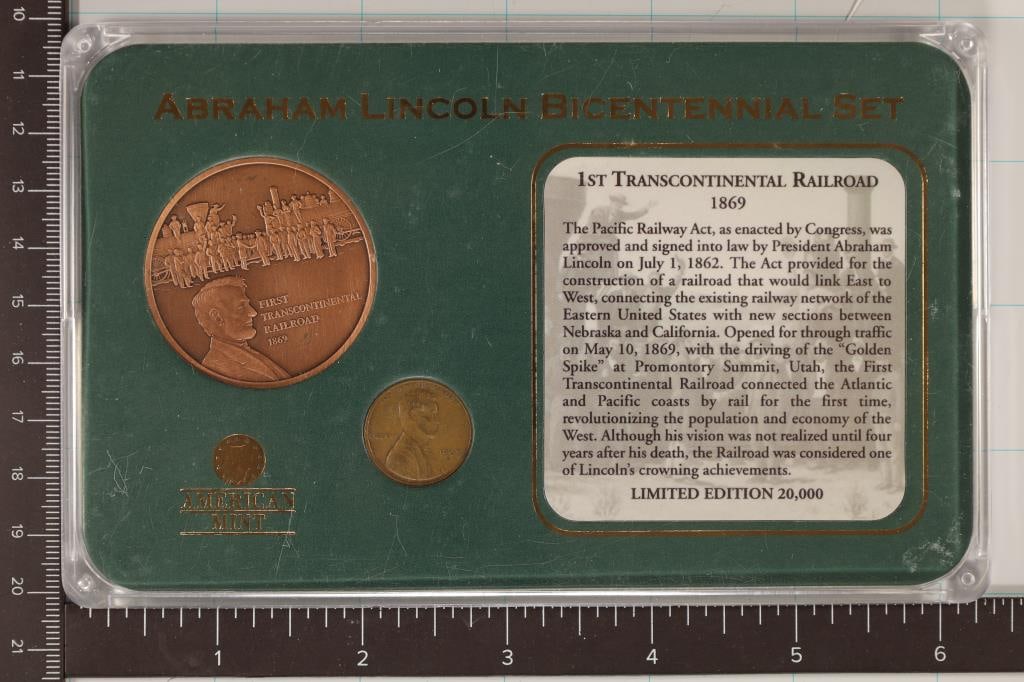 ABRAHAM LINCOLN BICENTENNIAL SET
FIRST
TRANSCONTINENTAL
RAILROAD
1869
AMERICAN
MINT
1ST TRANSCONTINENTAL RAILROAD
1869
The Pacific Railway Act, as enacted by Congress, was
approved and signed into law by President Abraham
Lincoln on July 1, 1862. The Act provided for the
construction of a railroad that would link East to
West, connecting the existing railway network of the
Eastern United States with new sections between
Nebraska and California. Opened for through traffic
on May 10, 1869, with the driving of the “Golden
Spike” at Promontory Summit, Utah, the First
Transcontinental Railroad connected the Atlantic
and Pacific coasts by rail for the first time,
revolutionizing the population and economy of the
West. Although his vision was not realized until four
years after his death, the Railroad was considered one
of Lincoln’s crowning achievements.
LIMITED EDITION 20,000
10
11
12
13
14
15
16
17
18
19
20
21
1 2 3 4 5 6